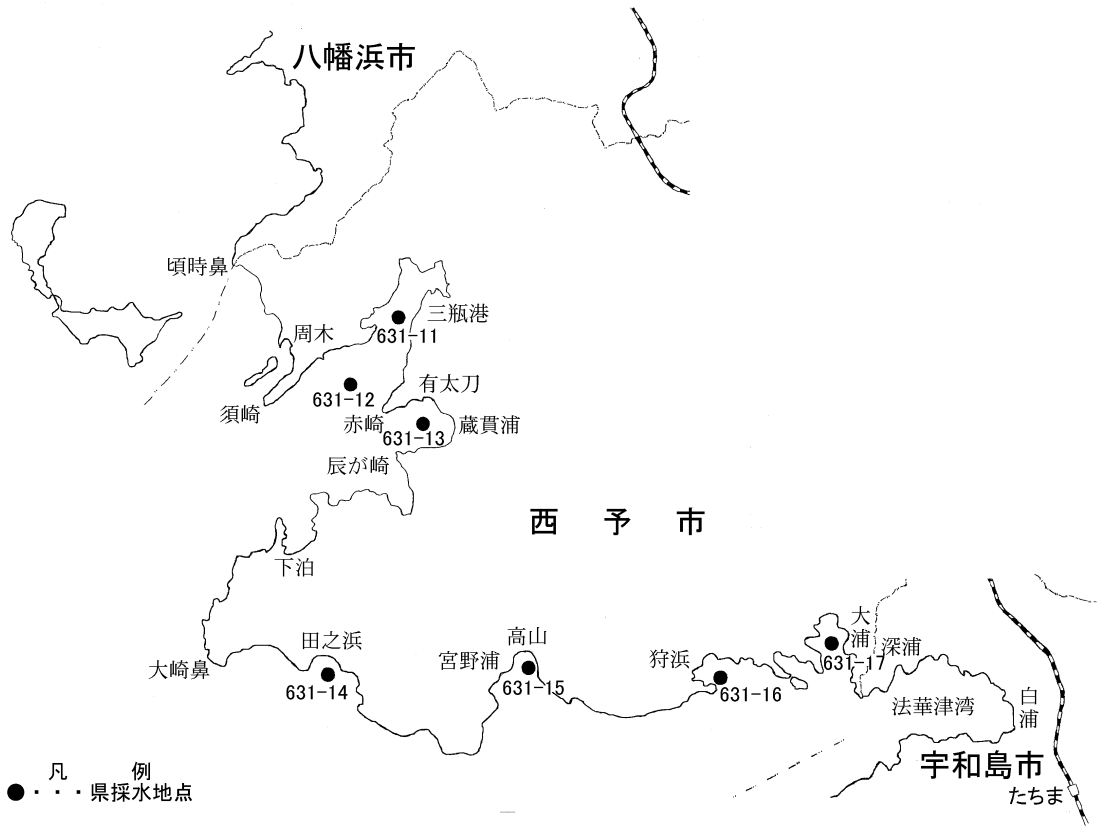 八幡浜市
頃時鼻
三瓶港
631-11
周木
631-12
有太刀
須崎
赤崎
631-13
蔵貫浦
辰が崎
西予市
下泊
大浦
田之浜
高山
深浦
大崎鼻
宮野浦
狩浜
631-17
631-14
631-15
631-16
法華津湾
白浦
宇和島市
たちま
凡例
●・・・県採水地点